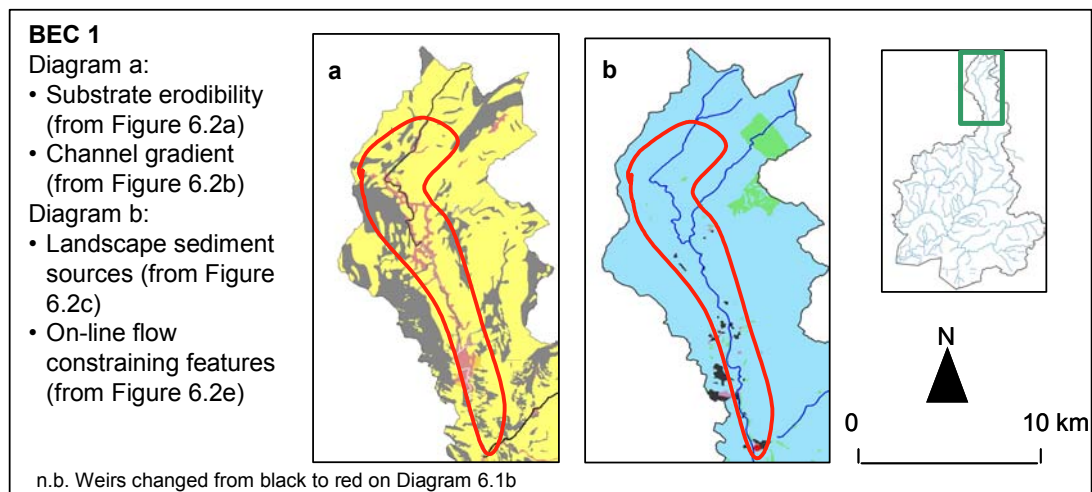 BEC 1
Diagram a:
• Substrate erodibility
(from Figure 6.2a)
• Channel gradient
(from Figure 6.2b)
Diagram b:
• Landscape sediment
sources (from Figure
6.2c)
• On-line flow
constraining features
(from Figure 6.2e)
a
b
N
0 10 km
n.b. Weirs changed from black to red on Diagram 6.1b